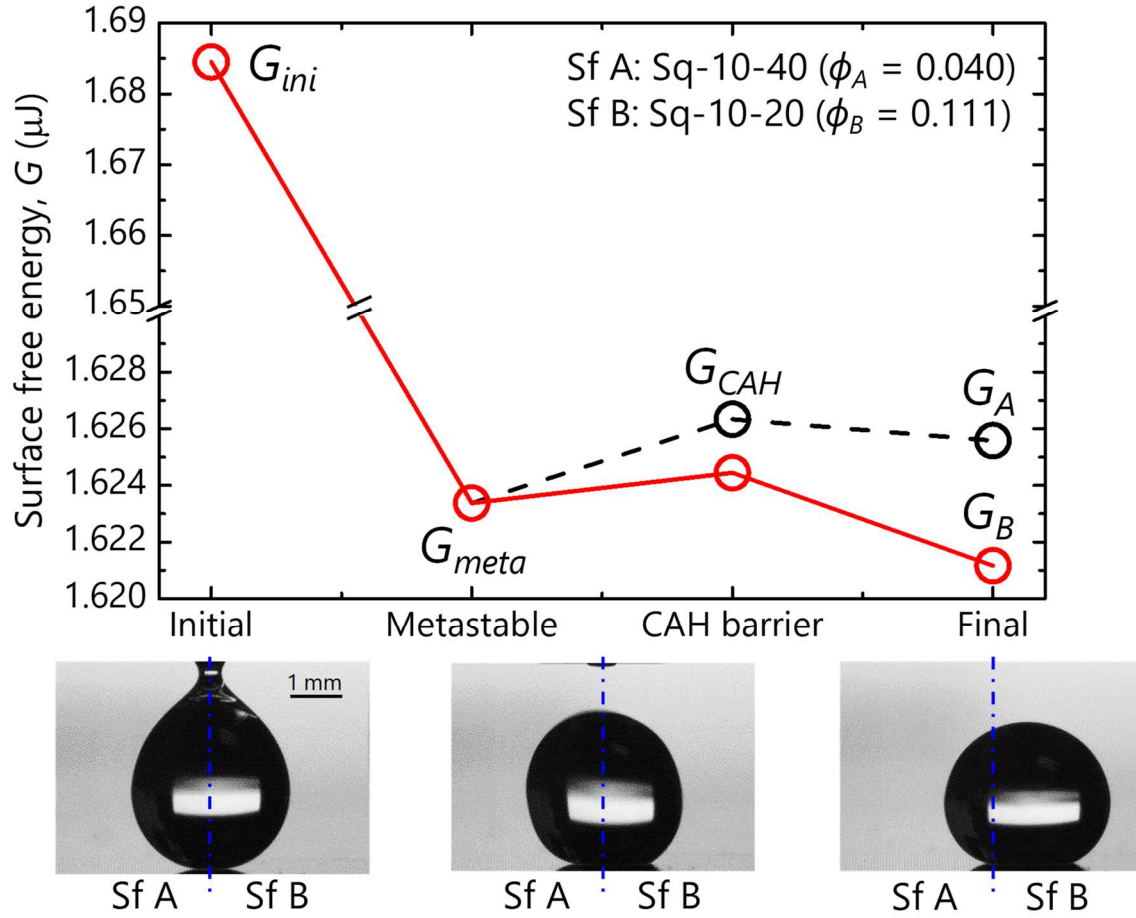 Surface free energy, G (µJ)
1.69
1.68
1.67
1.66
1.65
1.628
1.626
1.624
1.622
1.620
Sf A: Sq-10-40 (ϕ_A = 0.040)
Sf B: Sq-10-20 (ϕ_B = 0.111)
G_ini
G_CAH
G_A
G_B
G_meta
Initial Metastable CAH barrier Final
1 mm
Sf A Sf B Sf A Sf B Sf A Sf B